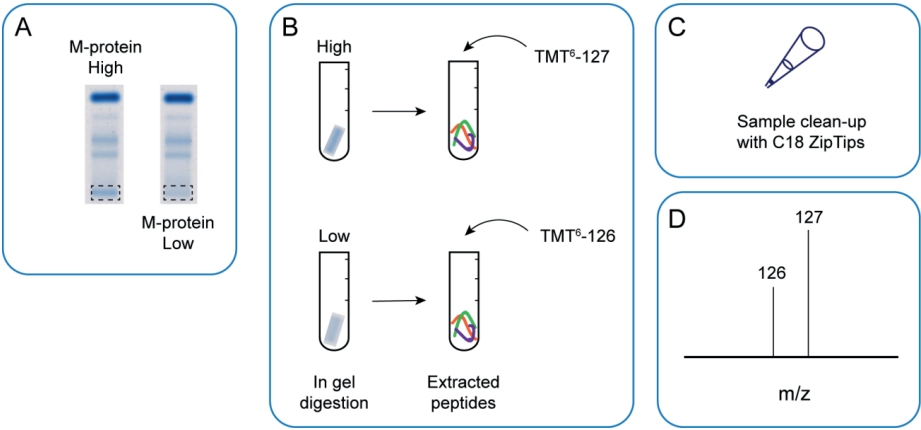 A
M-protein
High
M-protein
Low
B
High
TMT⁶-127
Low
TMT⁶-126
In gel
digestion
Extracted
peptides
C
Sample clean-up
with C18 ZipTips
D
127
126
m/z